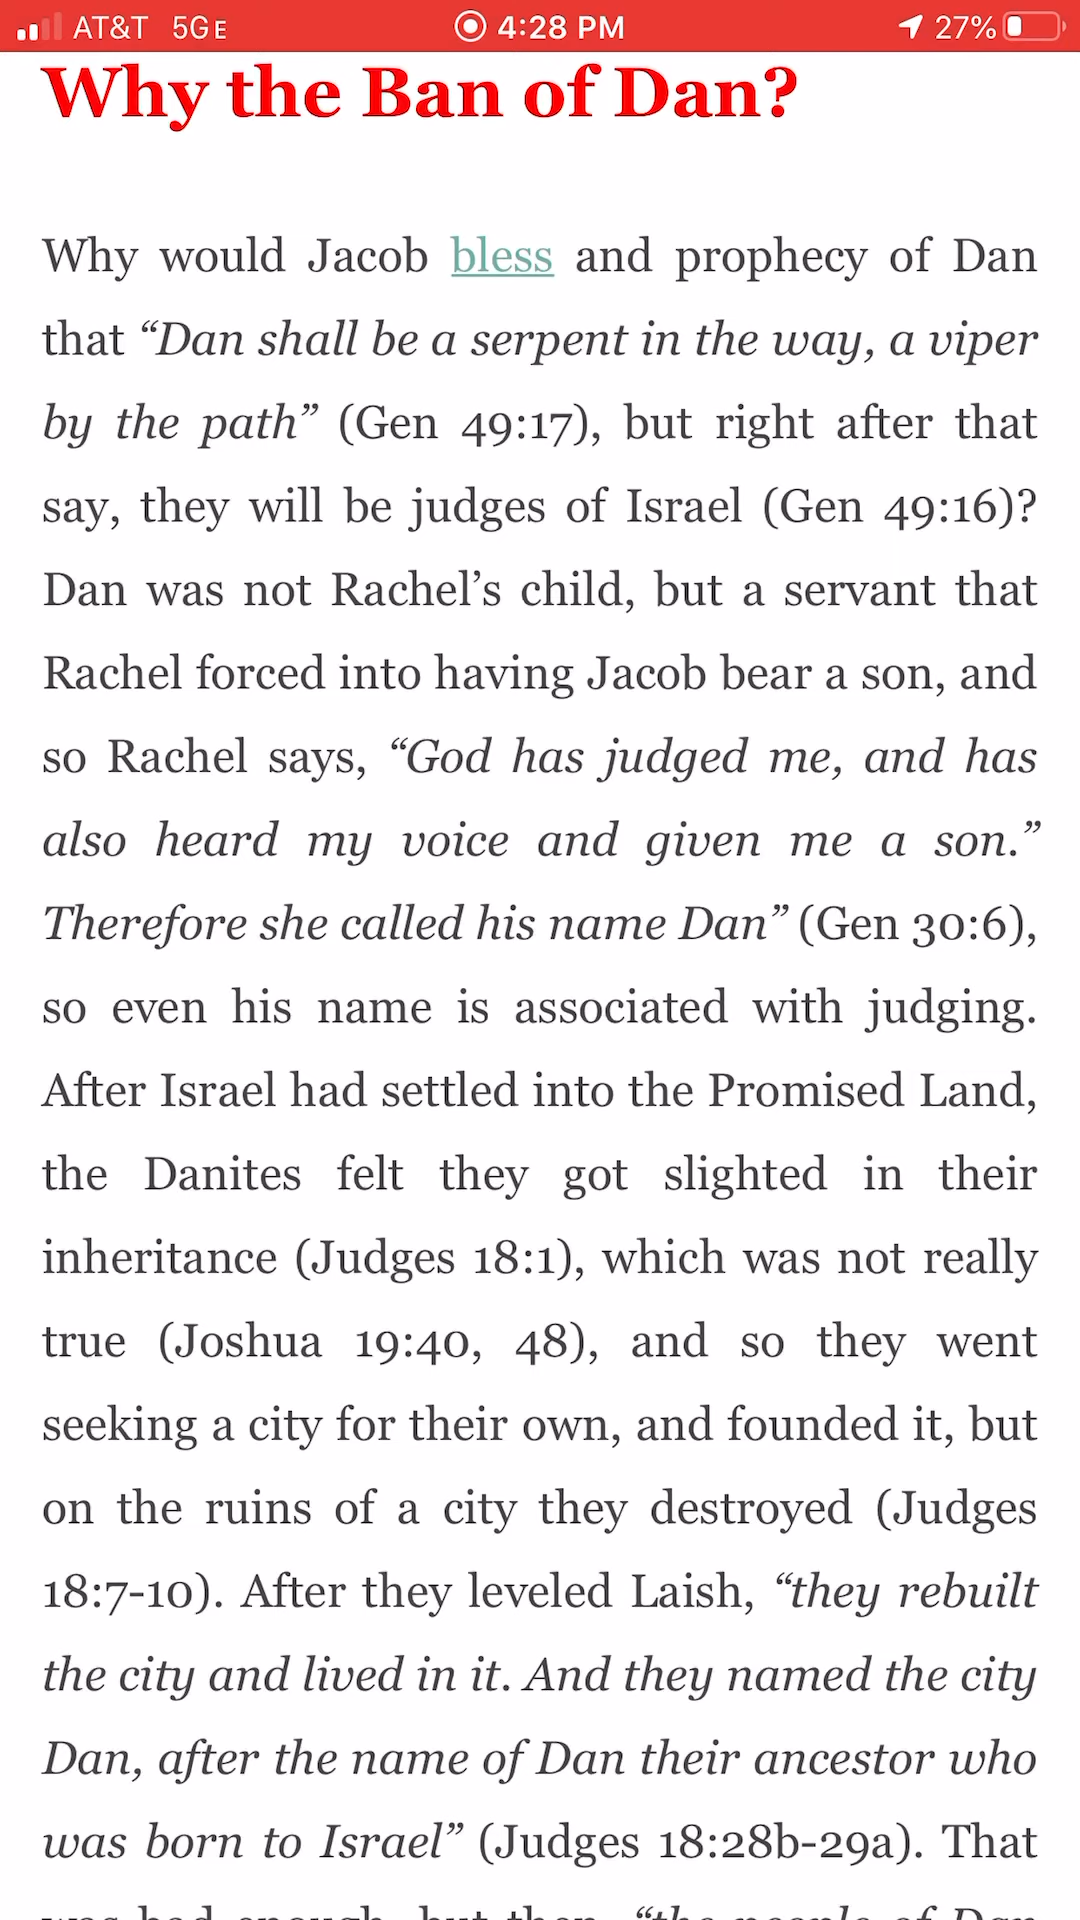 AT&T 5GE 4:28 PM 27%
Why the Ban of Dan?
Why would Jacob bless and prophecy of Dan
that “Dan shall be a serpent in the way, a viper
by the path” (Gen 49:17), but right after that
say, they will be judges of Israel (Gen 49:16)?
Dan was not Rachel’s child, but a servant that
Rachel forced into having Jacob bear a son, and
so Rachel says, “God has judged me, and has
also heard my voice and given me a son.”
Therefore she called his name Dan” (Gen 30:6),
so even his name is associated with judging.
After Israel had settled into the Promised Land,
the Danites felt they got slighted in their
inheritance (Judges 18:1), which was not really
true (Joshua 19:40, 48), and so they went
seeking a city for their own, and founded it, but
on the ruins of a city they destroyed (Judges
18:7-10). After they leveled Laish, “they rebuilt
the city and lived in it. And they named the city
Dan, after the name of Dan their ancestor who
was born to Israel” (Judges 18:28b-29a). That
was bad enough, but then, “the people of Dan